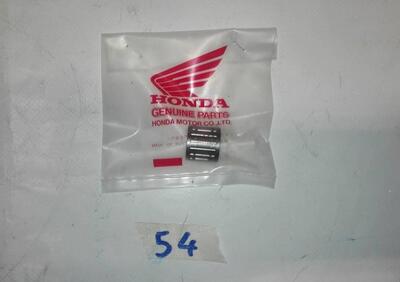 HONDA
GENUINE PARTS
HONDA MOTOR CO.,LTD.
54